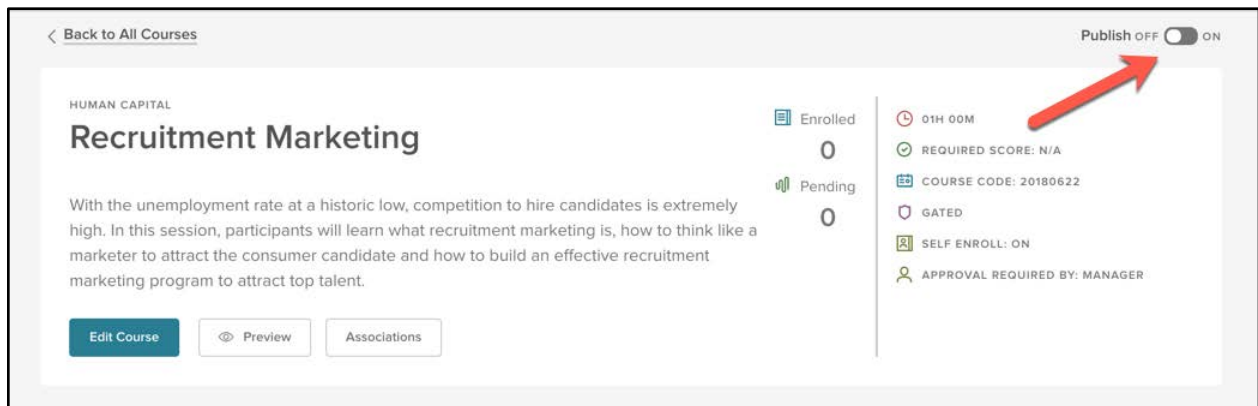 Back to All Courses
Publish OFF ON
HUMAN CAPITAL
Recruitment Marketing
With the unemployment rate at a historic low, competition to hire candidates is extremely
high. In this session, participants will learn what recruitment marketing is, how to think like a
marketer to attract the consumer candidate and how to build an effective recruitment
marketing program to attract top talent.
Edit Course
Preview
Associations
Enrolled
0
Pending
0
01H 00M
REQUIRED SCORE: N/A
COURSE CODE: 20180622
GATED
SELF ENROLL: ON
APPROVAL REQUIRED BY: MANAGER